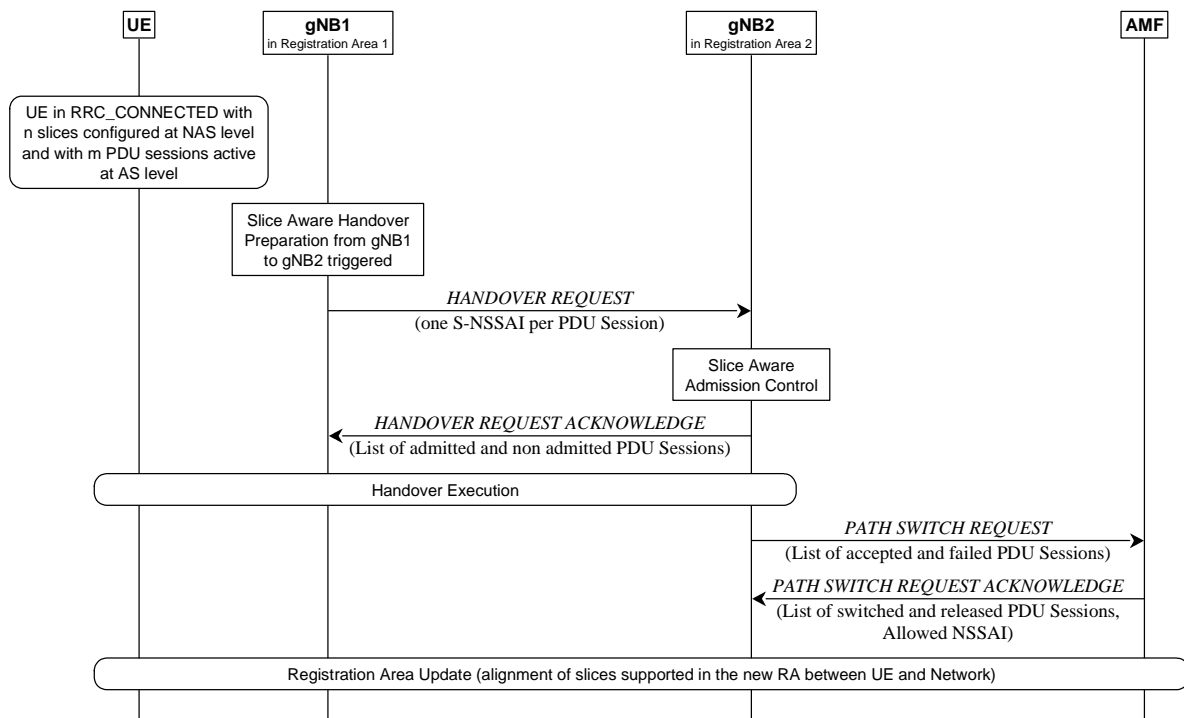 UE
gNB1
in Registration Area 1
gNB2
in Registration Area 2
AMF
UE in RRC_CONNECTED with
n slices configured at NAS level
and with m PDU sessions active
at AS level
Slice Aware Handover
Preparation from gNB1
to gNB2 triggered
HANDOVER REQUEST
(one S-NSSAI per PDU Session)
Slice Aware
Admission Control
HANDOVER REQUEST ACKNOWLEDGE
(List of admitted and non admitted PDU Sessions)
Handover Execution
PATH SWITCH REQUEST
(List of accepted and failed PDU Sessions)
PATH SWITCH REQUEST ACKNOWLEDGE
(List of switched and released PDU Sessions,
Allowed NSSAI)
Registration Area Update (alignment of slices supported in the new RA between UE and Network)